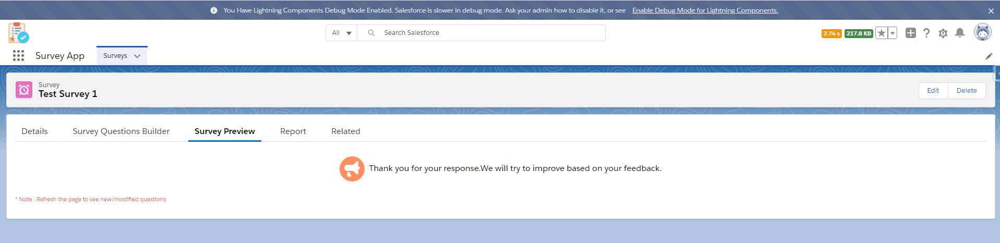 You Have Lightning Components Debug Mode Enabled. Salesforce is slower in debug mode. Ask your admin how to disable it, or see Enable Debug Mode for Lightning Components.
All Search Salesforce 2.74 s 217.8 KB
Survey App Surveys
Survey
Test Survey 1
Edit Delete
Details Survey Questions Builder Survey Preview Report Related
Thank you for your response.We will try to improve based on your feedback.
* Note : Refresh the page to see new/modified questions